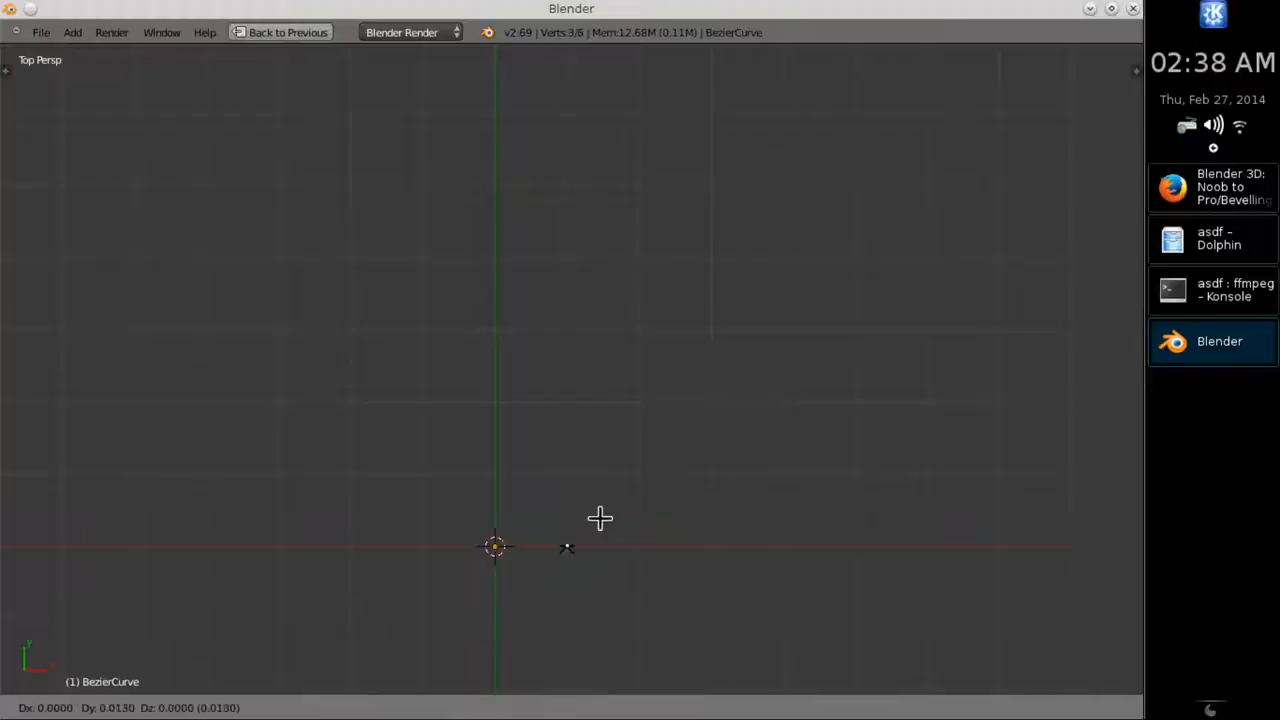 Blender
File Add Render Window Help Back to Previous Blender Render v2.69 | Verts:3/6 | Mem:12.68M (0.11M) | BezierCurve
Top Persp
(1) BezierCurve
Dx: 0.0000 Dy: 0.0130 Dz: 0.0000 (0.0130)
02:38 AM
Thu, Feb 27, 2014
Blender 3D:
Noob to
Pro/Bevelling
asdf –
Dolphin
asdf : ffmpeg
– Konsole
Blender